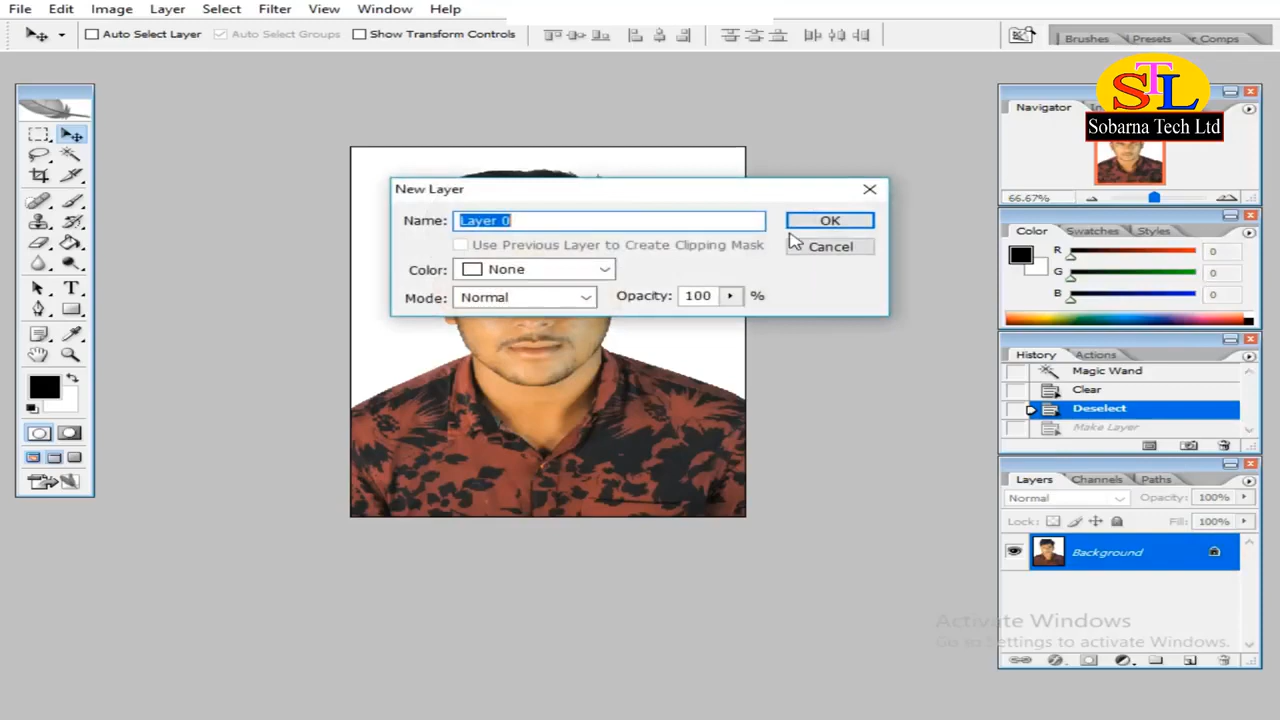 File Edit Image Layer Select Filter View Window Help
Auto Select Layer Auto Select Groups Show Transform Controls
Brushes Presets Comps
STL
Sobarna Tech Ltd
Navigator
66.67%
New Layer
Name: Layer 0 OK
Use Previous Layer to Create Clipping Mask Cancel
Color: None
Mode: Normal Opacity: 100 %
Color Swatches Styles
R 0
G 0
B 0
History Actions
Magic Wand
Clear
Deselect
Make Layer
Layers Channels Paths
Normal Opacity: 100%
Lock: Fill: 100%
Background
Activate Windows
Go to Settings to activate Windows.